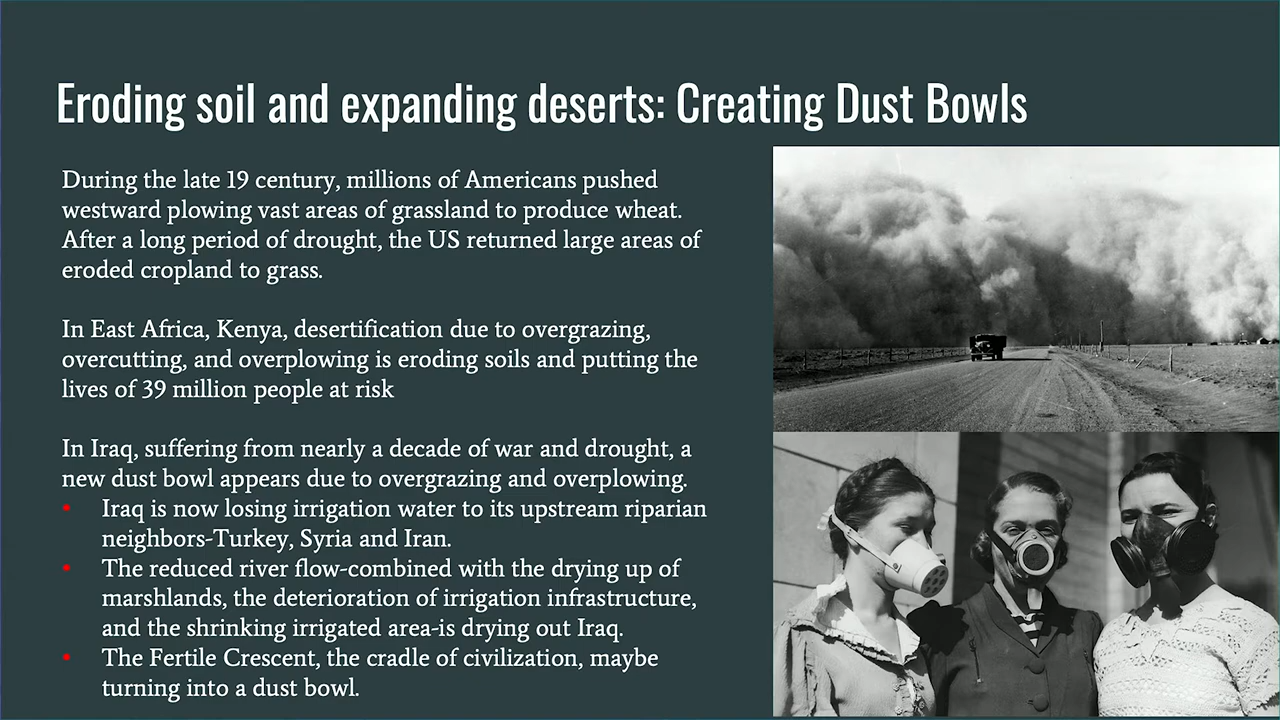 Eroding soil and expanding deserts: Creating Dust Bowls
During the late 19 century, millions of Americans pushed
westward plowing vast areas of grassland to produce wheat.
After a long period of drought, the US returned large areas of
eroded cropland to grass.
In East Africa, Kenya, desertification due to overgrazing,
overcutting, and overplowing is eroding soils and putting the
lives of 39 million people at risk
In Iraq, suffering from nearly a decade of war and drought, a
new dust bowl appears due to overgrazing and overplowing.
• Iraq is now losing irrigation water to its upstream riparian
neighbors-Turkey, Syria and Iran.
• The reduced river flow-combined with the drying up of
marshlands, the deterioration of irrigation infrastructure,
and the shrinking irrigated area-is drying out Iraq.
• The Fertile Crescent, the cradle of civilization, maybe
turning into a dust bowl.